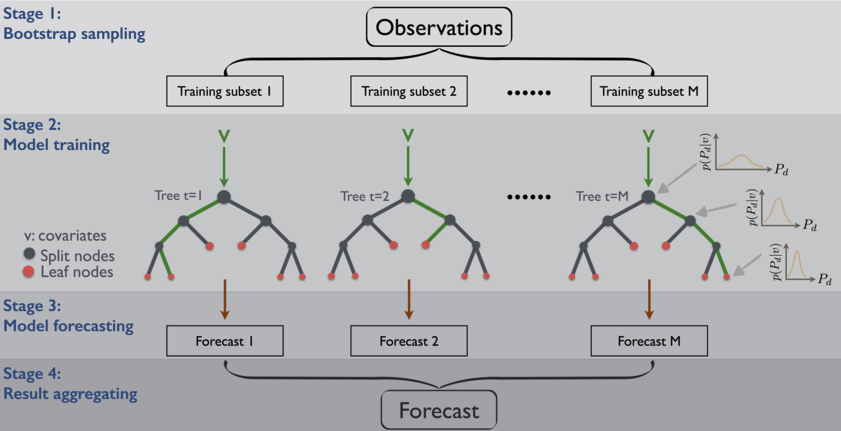 Stage 1:
Bootstrap sampling
Observations
Training subset 1
Training subset 2
......
Training subset M
Stage 2:
Model training
v
v
v
p(P_d|v)
P_d
Tree t=1
Tree t=2
......
Tree t=M
p(P_d|v)
P_d
v: covariates
Split nodes
Leaf nodes
p(P_d|v)
P_d
Stage 3:
Model forecasting
Forecast 1
Forecast 2
Forecast M
Stage 4:
Result aggregating
Forecast